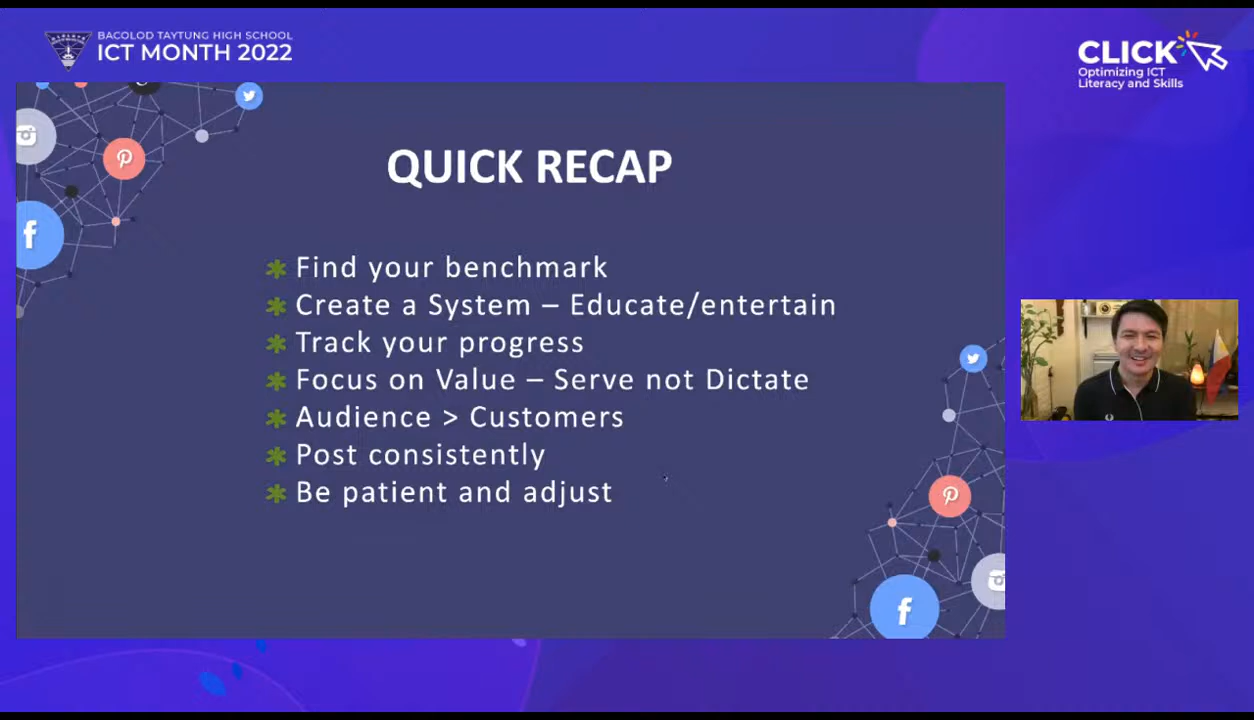 BACOLOD TAYTUNG HIGH SCHOOL
ICT MONTH 2022
CLICK
Optimizing ICT
Literacy and Skills
QUICK RECAP
Find your benchmark
Create a System – Educate/entertain
Track your progress
Focus on Value – Serve not Dictate
Audience > Customers
Post consistently
Be patient and adjust